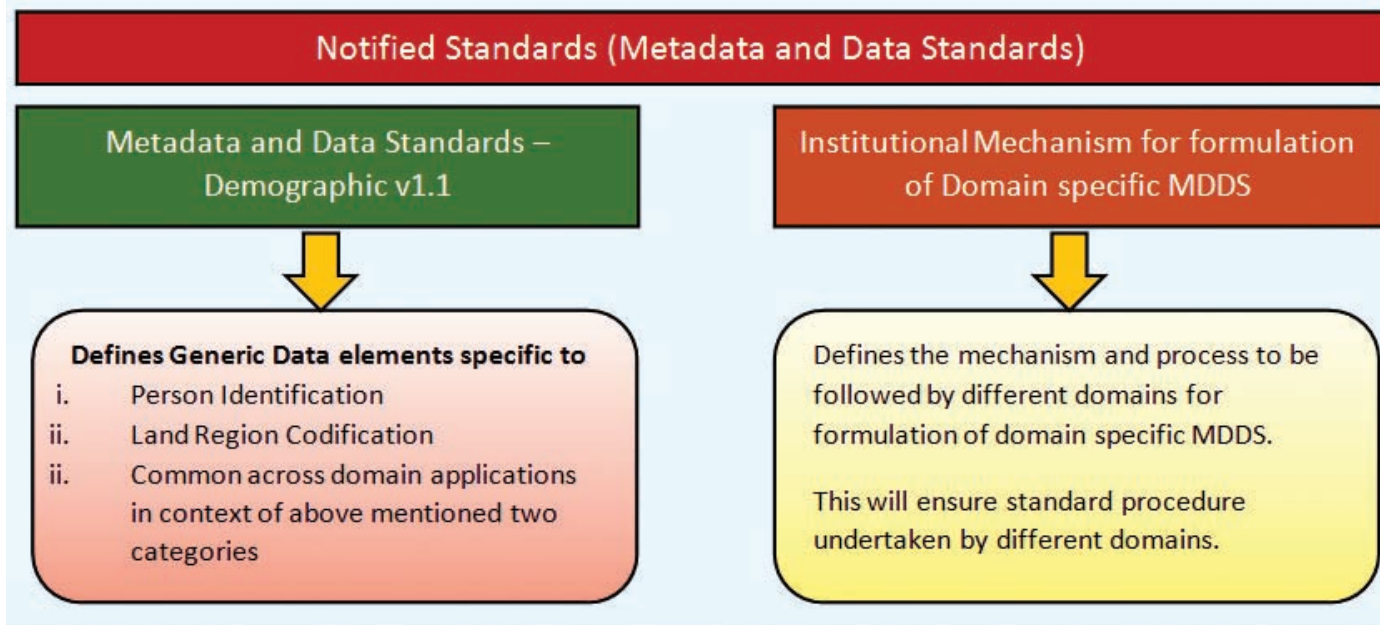 Notified Standards (Metadata and Data Standards)
Metadata and Data Standards –
Demographic v1.1
Defines Generic Data elements specific to
i. Person Identification
ii. Land Region Codification
ii. Common across domain applications
in context of above mentioned two
categories
Institutional Mechanism for formulation
of Domain specific MDDS
Defines the mechanism and process to be
followed by different domains for
formulation of domain specific MDDS.
This will ensure standard procedure
undertaken by different domains.